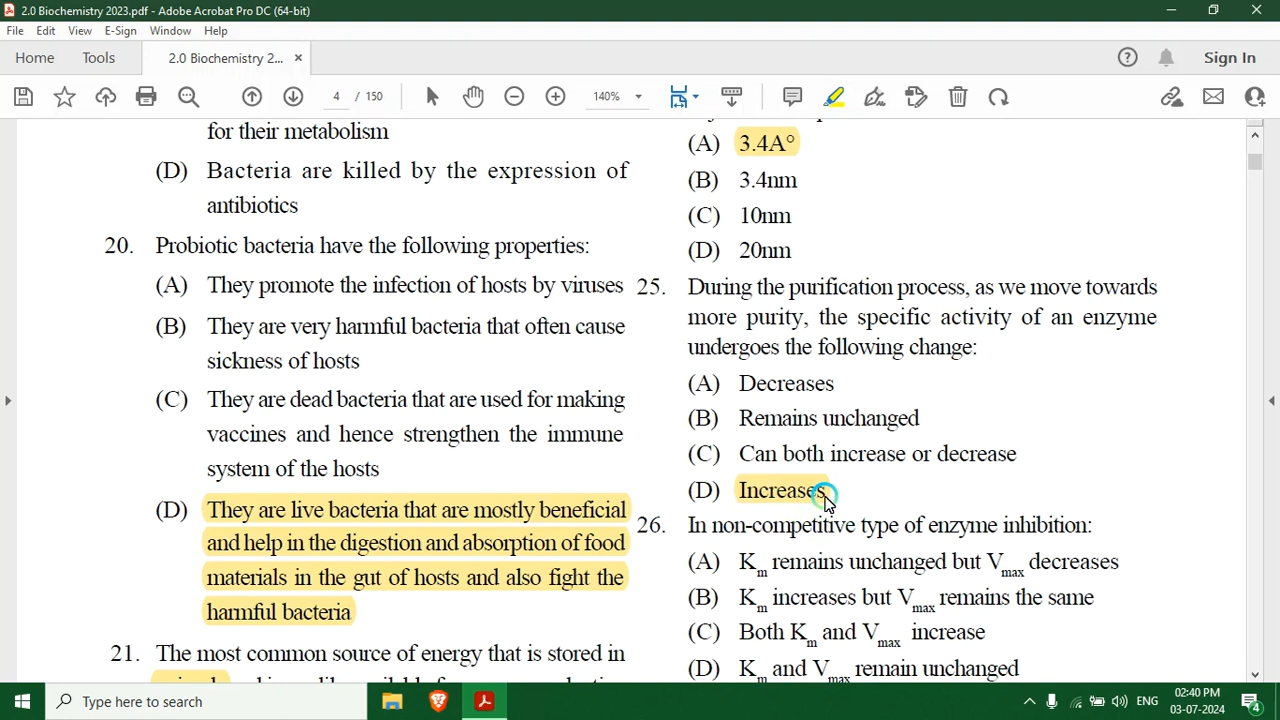 2.0 Biochemistry 2023.pdf - Adobe Acrobat Pro DC (64-bit)
File Edit View E-Sign Window Help
Home Tools 2.0 Biochemistry 2... × Sign In
4 / 150 140%
for their metabolism
(D) Bacteria are killed by the expression of
antibiotics
20. Probiotic bacteria have the following properties:
(A) They promote the infection of hosts by viruses
(B) They are very harmful bacteria that often cause
sickness of hosts
(C) They are dead bacteria that are used for making
vaccines and hence strengthen the immune
system of the hosts
(D) They are live bacteria that are mostly beneficial
and help in the digestion and absorption of food
materials in the gut of hosts and also fight the
harmful bacteria
21. The most common source of energy that is stored in
(A) 3.4A°
(B) 3.4nm
(C) 10nm
(D) 20nm
25. During the purification process, as we move towards
more purity, the specific activity of an enzyme
undergoes the following change:
(A) Decreases
(B) Remains unchanged
(C) Can both increase or decrease
(D) Increases
26. In non-competitive type of enzyme inhibition:
(A) Km remains unchanged but Vmax decreases
(B) Km increases but Vmax remains the same
(C) Both Km and Vmax increase
(D) Km and Vmax remain unchanged
Type here to search
ENG
02:40 PM
03-07-2024
4